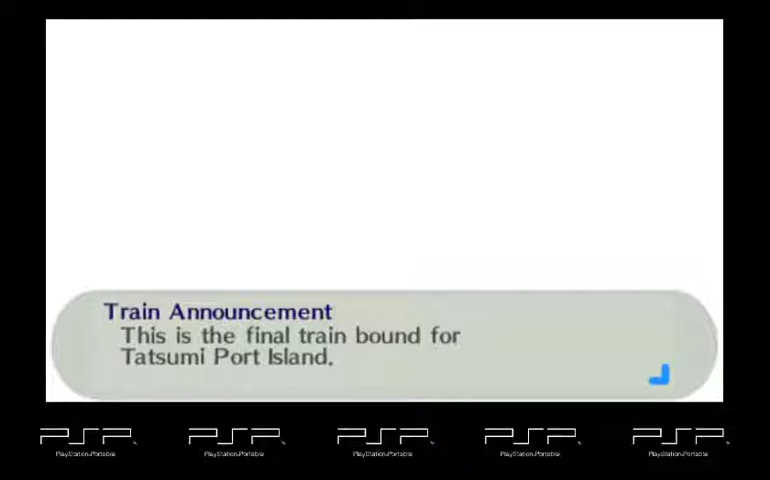 Train Announcement
This is the final train bound for
Tatsumi Port Island.
PSP PSP PSP PSP PSP
PlayStation.Portable PlayStation.Portable PlayStation.Portable PlayStation.Portable PlayStation.Portable